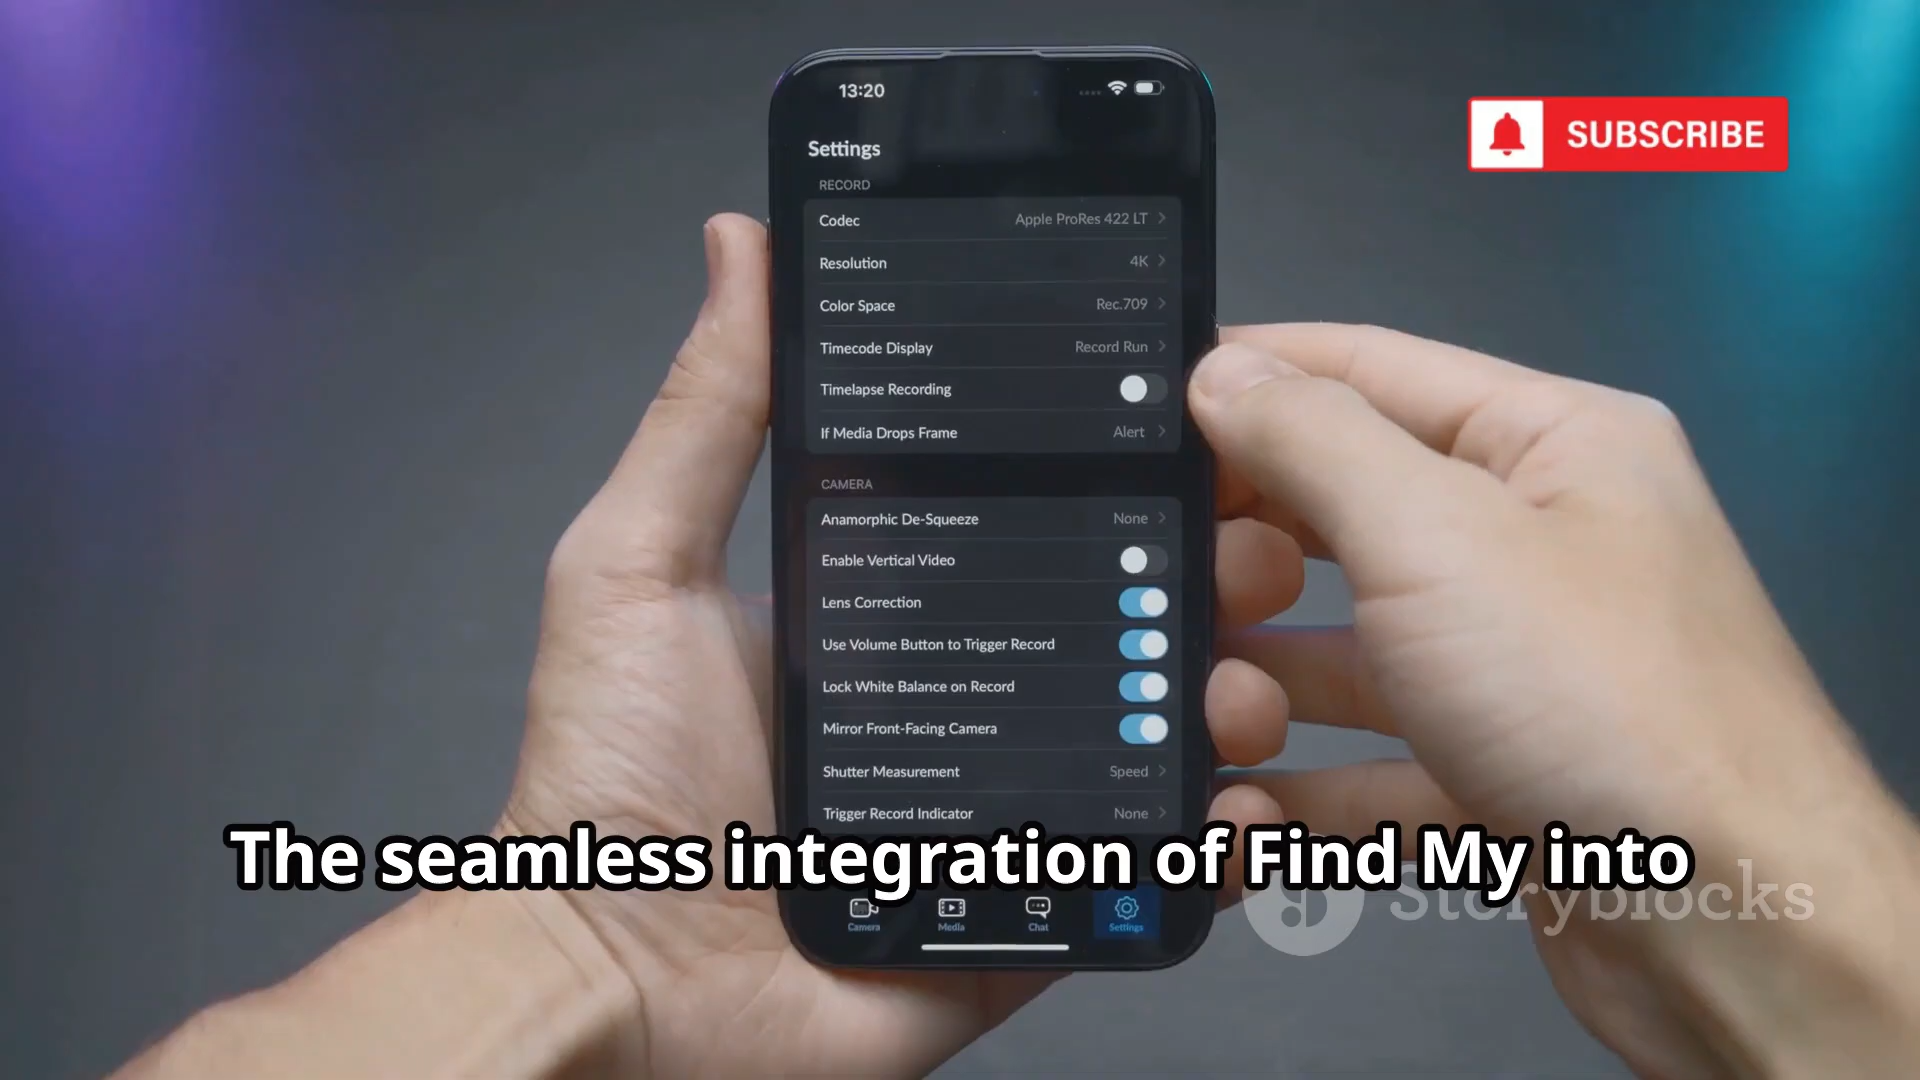 13:20
SUBSCRIBE
Settings
RECORD
Codec Apple ProRes 422 LT
Resolution 4K
Color Space Rec.709
Timecode Display Record Run
Timelapse Recording
If Media Drops Frame Alert
CAMERA
Anamorphic De-Squeeze None
Enable Vertical Video
Lens Correction
Use Volume Button to Trigger Record
Lock White Balance on Record
Mirror Front-Facing Camera
Shutter Measurement Speed
Trigger Record Indicator None
The seamless integration of Find My into
Storyblocks
Camera Media Chat Settings